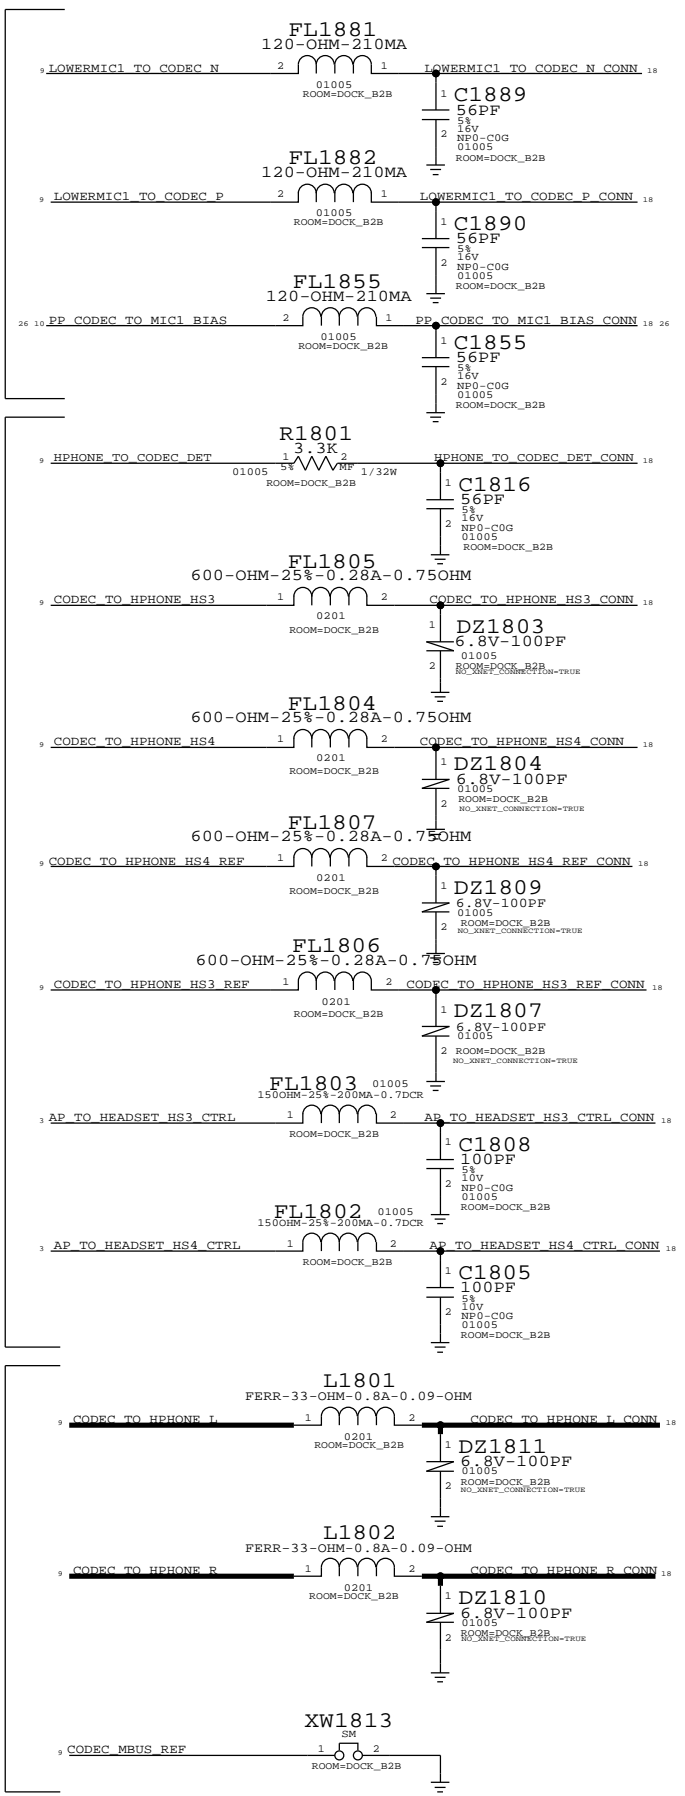 FL1881
120-OHM-210MA
9 LOWERMIC1_TO_CODEC_N 2 1 LOWERMIC1_TO_CODEC_N_CONN 18
01005
ROOM=DOCK_B2B
1 C1889
56PF
5%
2 16V
NP0-C0G
01005
ROOM=DOCK_B2B
FL1882
120-OHM-210MA
9 LOWERMIC1_TO_CODEC_P 2 1 LOWERMIC1_TO_CODEC_P_CONN 18
01005
ROOM=DOCK_B2B
1 C1890
56PF
5%
2 16V
NP0-C0G
01005
ROOM=DOCK_B2B
FL1855
120-OHM-210MA
26 10 PP_CODEC_TO_MIC1_BIAS 2 1 PP_CODEC_TO_MIC1_BIAS_CONN 18 26
01005
ROOM=DOCK_B2B
1 C1855
56PF
5%
2 16V
NP0-C0G
01005
ROOM=DOCK_B2B
R1801
3.3K
9 HPHONE_TO_CODEC_DET 1 2 HPHONE_TO_CODEC_DET_CONN 18
01005 5% MF 1/32W
ROOM=DOCK_B2B
1 C1816
56PF
5%
2 16V
NP0-C0G
01005
ROOM=DOCK_B2B
FL1805
600-OHM-25%-0.28A-0.75OHM
9 CODEC_TO_HPHONE_HS3 1 2 CODEC_TO_HPHONE_HS3_CONN 18
0201
ROOM=DOCK_B2B
1 DZ1803
6.8V-100PF
01005
2 ROOM=DOCK_B2B
NO_XNET_CONNECTION=TRUE
FL1804
600-OHM-25%-0.28A-0.75OHM
9 CODEC_TO_HPHONE_HS4 1 2 CODEC_TO_HPHONE_HS4_CONN 18
0201
ROOM=DOCK_B2B
1 DZ1804
6.8V-100PF
01005
2 ROOM=DOCK_B2B
NO_XNET_CONNECTION=TRUE
FL1807
600-OHM-25%-0.28A-0.75OHM
9 CODEC_TO_HPHONE_HS4_REF 1 2 CODEC_TO_HPHONE_HS4_REF_CONN 18
0201
ROOM=DOCK_B2B
1 DZ1809
6.8V-100PF
01005
2 ROOM=DOCK_B2B
NO_XNET_CONNECTION=TRUE
FL1806
600-OHM-25%-0.28A-0.75OHM
9 CODEC_TO_HPHONE_HS3_REF 1 2 CODEC_TO_HPHONE_HS3_REF_CONN 18
0201
ROOM=DOCK_B2B
1 DZ1807
6.8V-100PF
01005
2 ROOM=DOCK_B2B
NO_XNET_CONNECTION=TRUE
FL1803 01005
150OHM-25%-200MA-0.7DCR
3 AP_TO_HEADSET_HS3_CTRL 1 2 AP_TO_HEADSET_HS3_CTRL_CONN 18
ROOM=DOCK_B2B
1 C1808
100PF
5%
2 10V
NP0-C0G
01005
ROOM=DOCK_B2B
FL1802 01005
150OHM-25%-200MA-0.7DCR
3 AP_TO_HEADSET_HS4_CTRL 1 2 AP_TO_HEADSET_HS4_CTRL_CONN 18
ROOM=DOCK_B2B
1 C1805
100PF
5%
2 10V
NP0-C0G
01005
ROOM=DOCK_B2B
L1801
FERR-33-OHM-0.8A-0.09-OHM
9 CODEC_TO_HPHONE_L 1 2 CODEC_TO_HPHONE_L_CONN 18
0201
ROOM=DOCK_B2B
1 DZ1811
6.8V-100PF
01005
2 ROOM=DOCK_B2B
NO_XNET_CONNECTION=TRUE
L1802
FERR-33-OHM-0.8A-0.09-OHM
9 CODEC_TO_HPHONE_R 1 2 CODEC_TO_HPHONE_R_CONN 18
0201
ROOM=DOCK_B2B
1 DZ1810
6.8V-100PF
01005
2 ROOM=DOCK_B2B
NO_XNET_CONNECTION=TRUE
XW1813
SM
9 CODEC_MBUS_REF 1 2
ROOM=DOCK_B2B